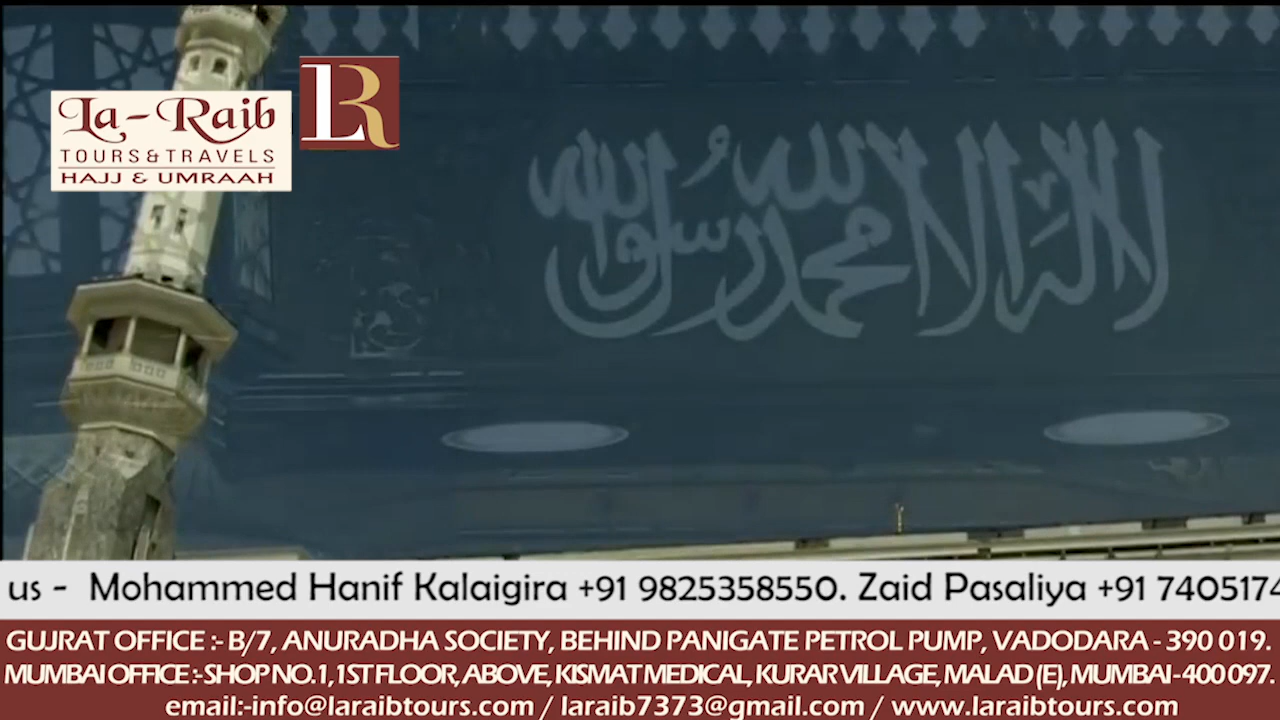 La-Raib
TOURS & TRAVELS
HAJJ & UMRAAH
LR
لا إله إلا الله محمد رسول الله
us - Mohammed Hanif Kalaigira +91 9825358550. Zaid Pasaliya +91 7405174
GUJRAT OFFICE :- B/7, ANURADHA SOCIETY, BEHIND PANIGATE PETROL PUMP, VADODARA - 390 019.
MUMBAI OFFICE :- SHOP NO. 1, 1ST FLOOR, ABOVE, KISMAT MEDICAL, KURAR VILLAGE, MALAD (E), MUMBAI - 400 097.
email:-info@laraibtours.com / laraib7373@gmail.com / www.laraibtours.com